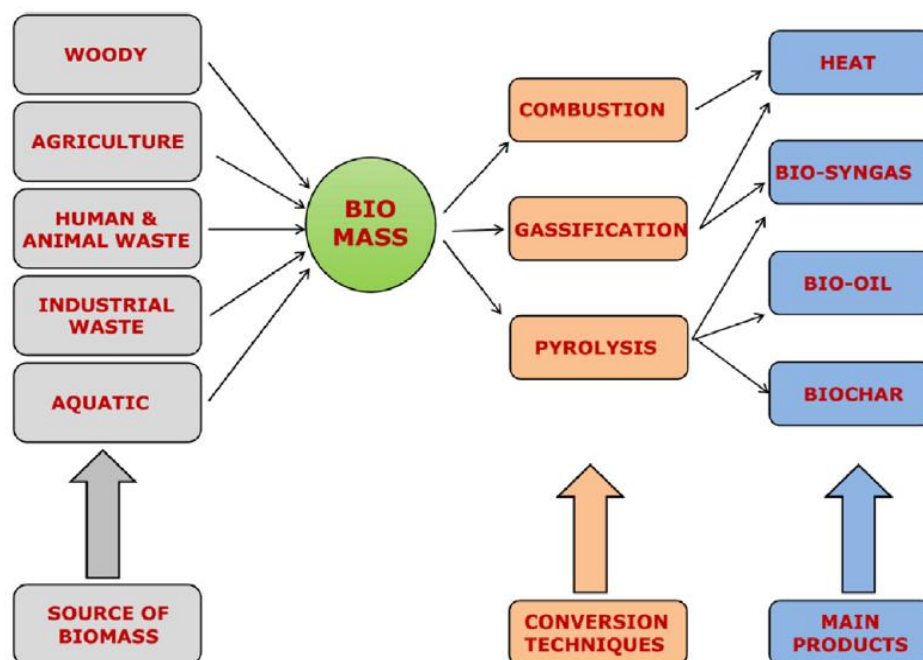 WOODY
AGRICULTURE
HUMAN &
ANIMAL WASTE
INDUSTRIAL
WASTE
AQUATIC
SOURCE OF
BIOMASS
BIO
MASS
COMBUSTION
GASSIFICATION
PYROLYSIS
CONVERSION
TECHNIQUES
HEAT
BIO-SYNGAS
BIO-OIL
BIOCHAR
MAIN
PRODUCTS